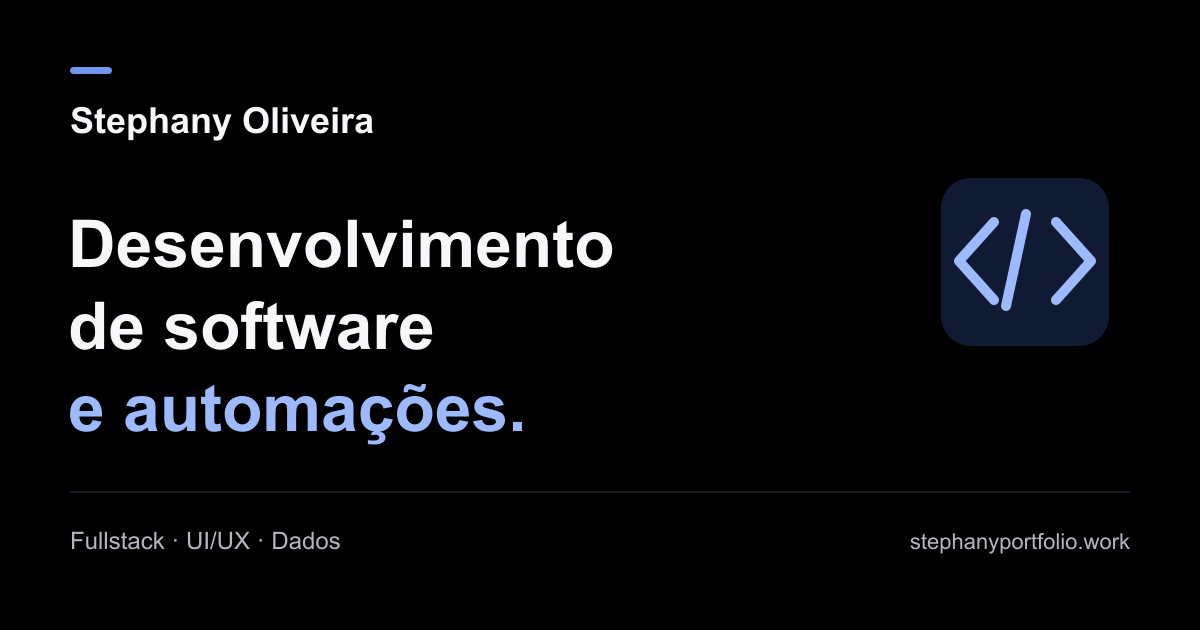 Stephany Oliveira
Desenvolvimento
de software
e automações.
Fullstack · UI/UX · Dados
stephanyportfolio.work